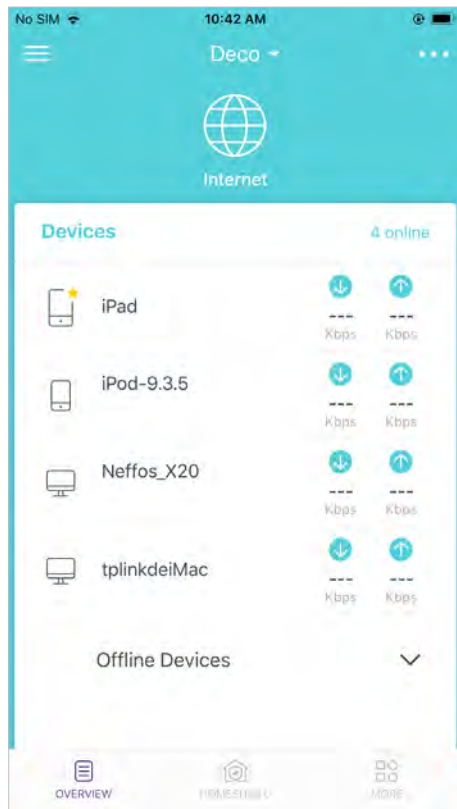 No SIM 10:42 AM
Deco
Internet
Devices 4 online
iPad
--- ---
Kbps Kbps
iPod-9.3.5
--- ---
Kbps Kbps
Neffos_X20
--- ---
Kbps Kbps
tplinkdeiMac
--- ---
Kbps Kbps
Offline Devices
OVERVIEW HOMESHIELD MORE